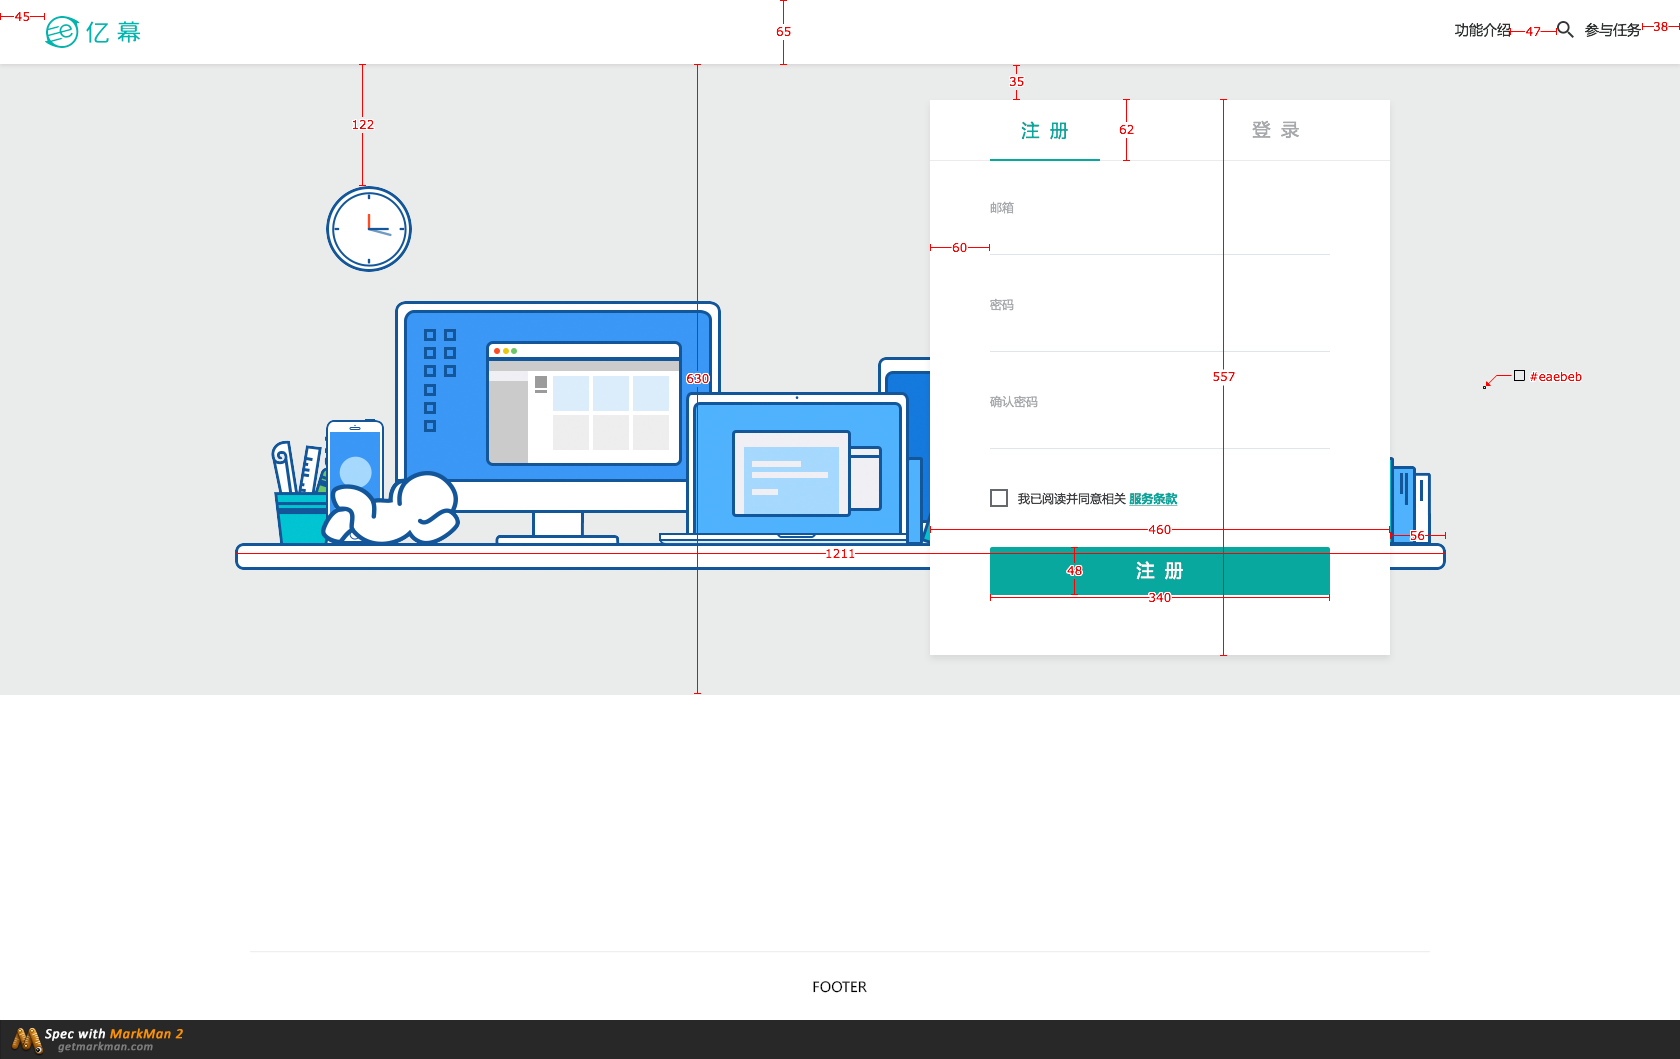 45
亿幕
65
功能介绍
47
参与任务
38
35
122
注 册
62
登 录
邮箱
60
密码
630
557
#eaebeb
确认密码
我已阅读并同意相关 服务条款
460
56
1211
48
注 册
340
FOOTER
Spec with MarkMan 2
getmarkman.com